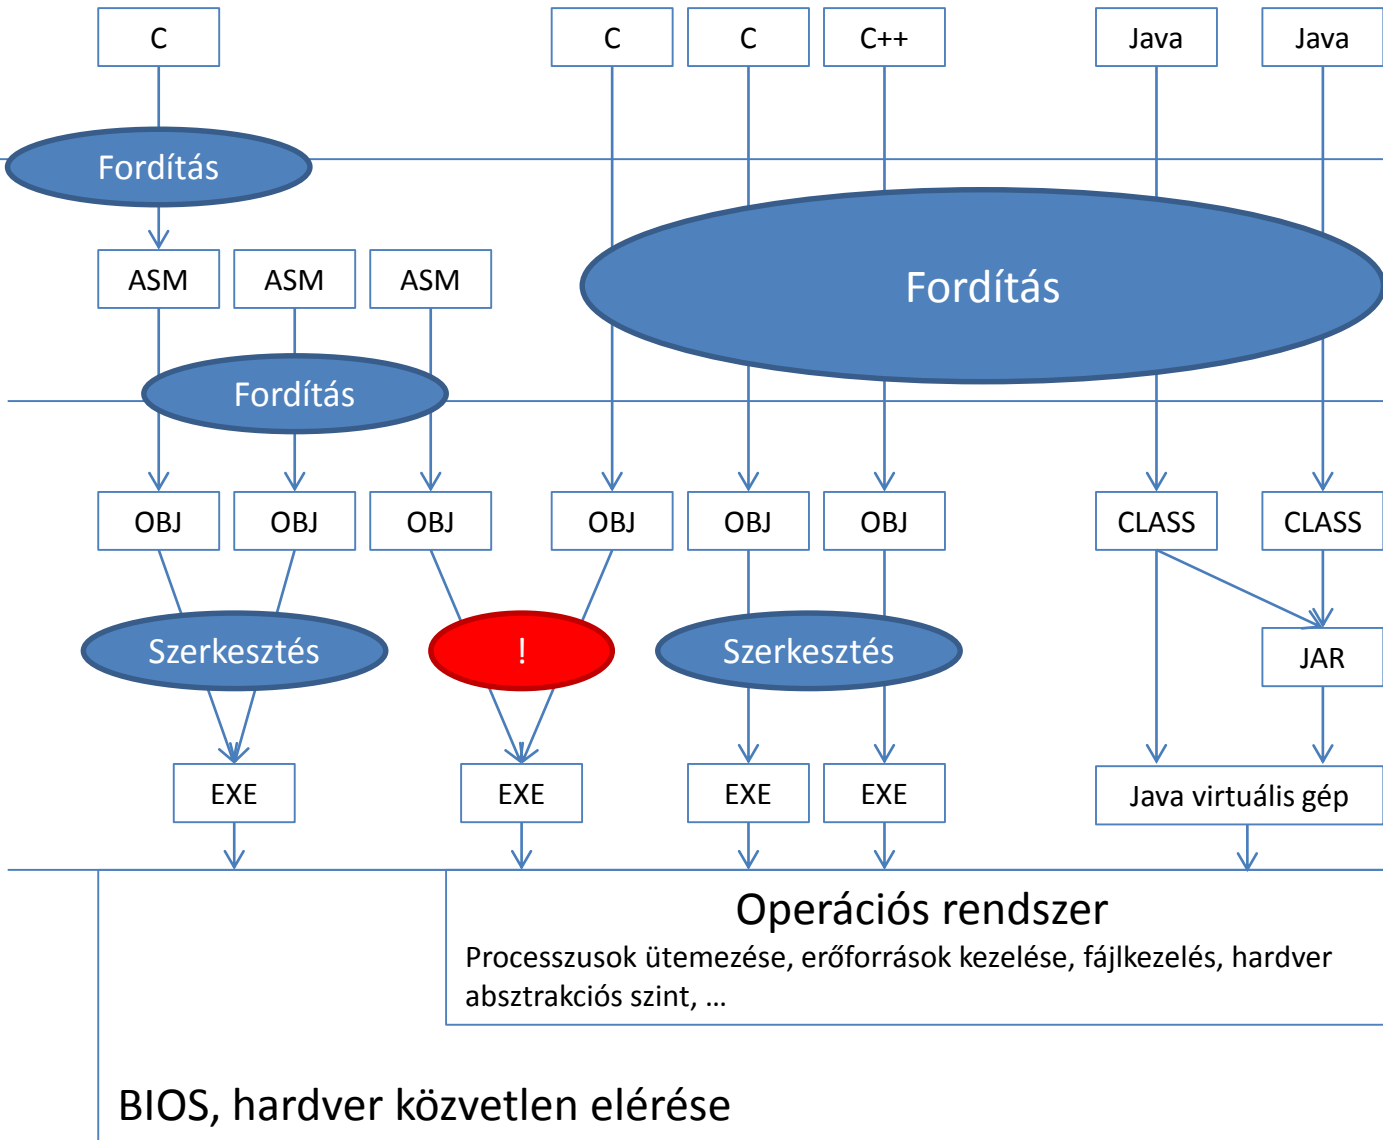 C
C
C
C++
Java
Java
Fordítás
ASM
ASM
ASM
Fordítás
Fordítás
OBJ
OBJ
OBJ
OBJ
OBJ
OBJ
CLASS
CLASS
Szerkesztés
!
Szerkesztés
JAR
EXE
EXE
EXE
EXE
Java virtuális gép
Operációs rendszer
Processzusok ütemezése, erőforrások kezelése, fájlkezelés, hardver
absztrakciós szint, ...
BIOS, hardver közvetlen elérése